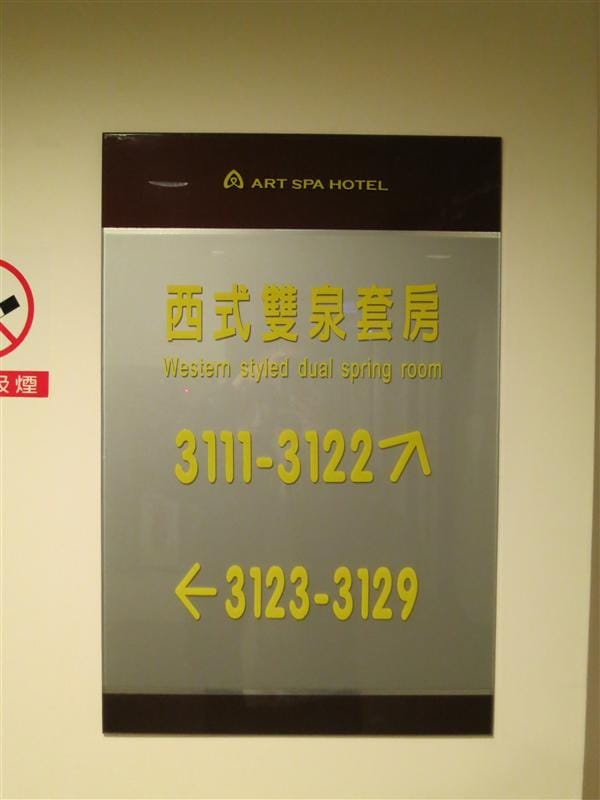 ART SPA HOTEL
西式雙泉套房
Western styled dual spring room
3111-3122↗
←3123-3129
吸煙